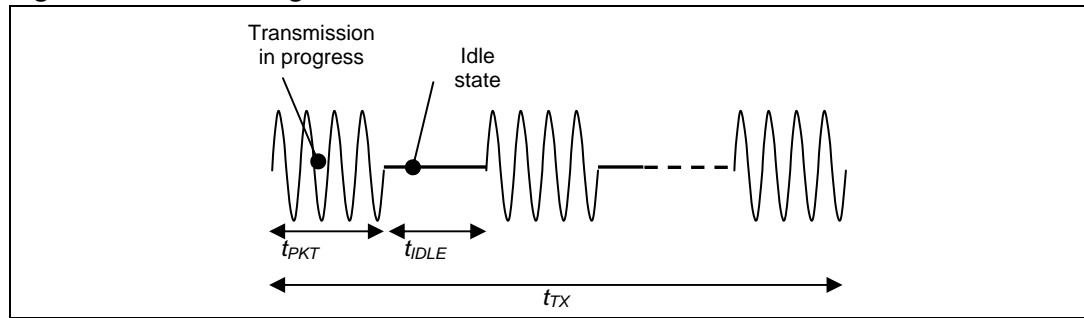 Transmission
in progress
Idle
state
tPKT
tIDLE
tTX